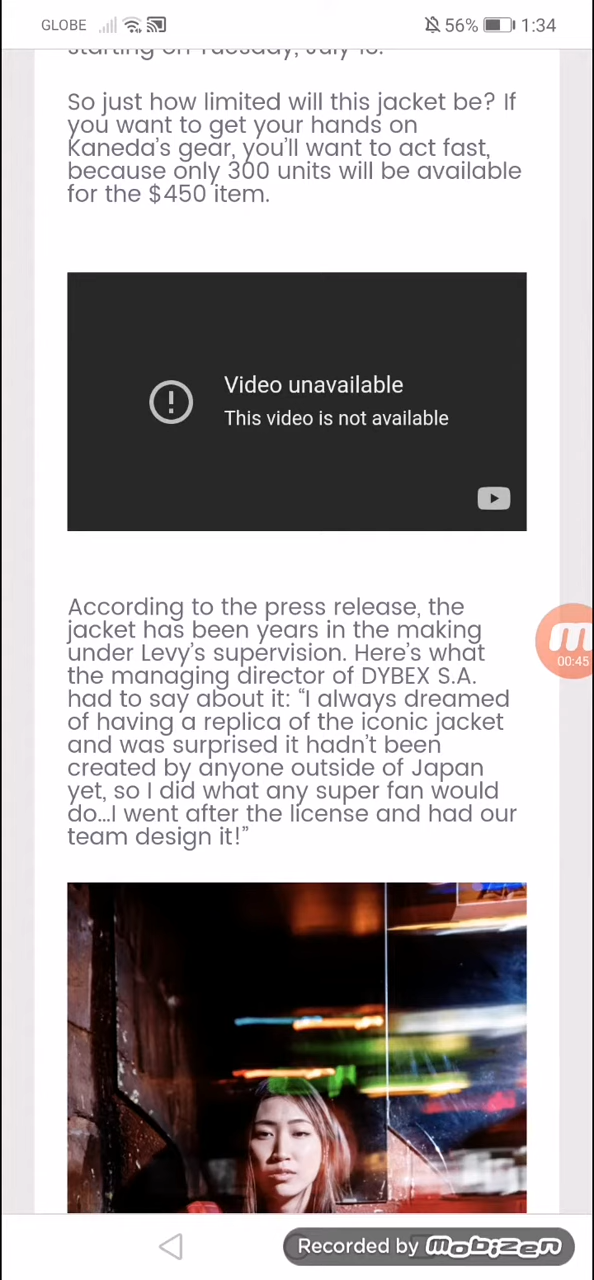 GLOBE 56% 1:34
starting on Tuesday, July 16.
So just how limited will this jacket be? If
you want to get your hands on
Kaneda’s gear, you’ll want to act fast,
because only 300 units will be available
for the $450 item.
Video unavailable
This video is not available
According to the press release, the
jacket has been years in the making
under Levy’s supervision. Here’s what
the managing director of DYBEX S.A.
had to say about it: “I always dreamed
of having a replica of the iconic jacket
and was surprised it hadn’t been
created by anyone outside of Japan
yet, so I did what any super fan would
do...I went after the license and had our
team design it!”
m
00:45
Recorded by mobizen